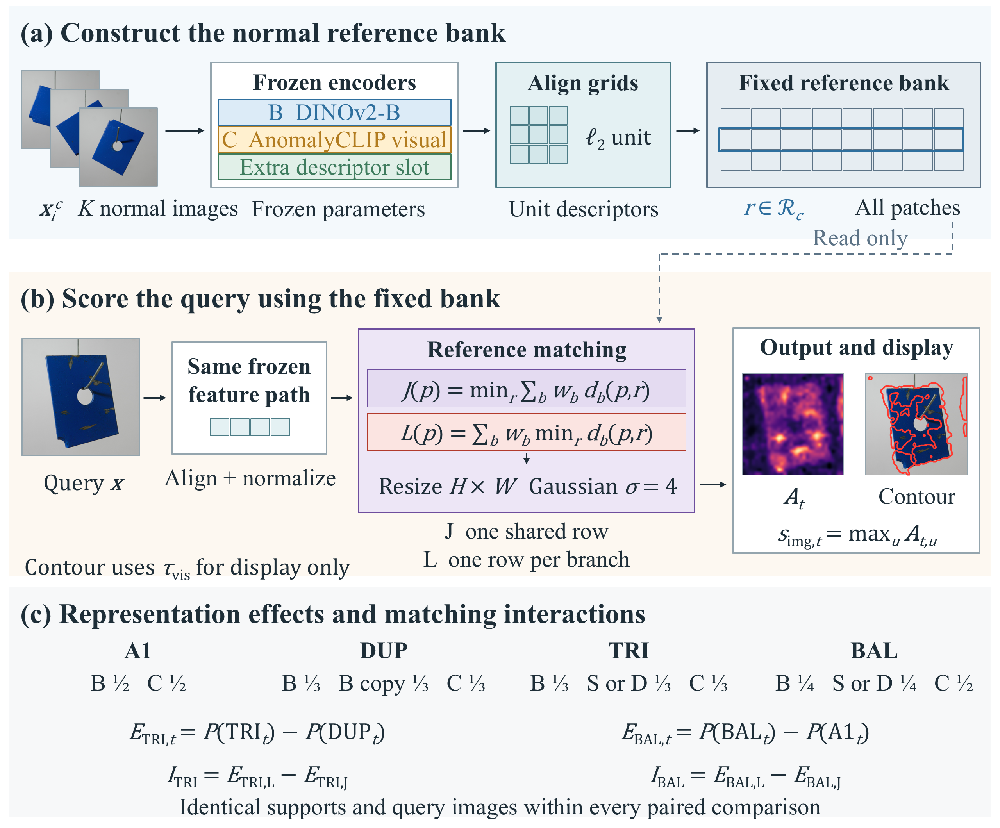 (a) Construct the normal reference bank
Frozen encoders
B DINOv2-B
C AnomalyCLIP visual
Extra descriptor slot
Align grids
ℓ₂ unit
Fixed reference bank
𝒙ᵢᶜ K normal images
Frozen parameters
Unit descriptors
r ∈ ℛ_c
All patches
Read only
(b) Score the query using the fixed bank
Query x
Same frozen
feature path
Align + normalize
Reference matching
J(p) = min_r ∑_b w_b d_b(p,r)
L(p) = ∑_b w_b min_r d_b(p,r)
Resize H × W Gaussian σ = 4
J one shared row
L one row per branch
Output and display
A_t
Contour
s_img,t = max_u A_t,u
Contour uses τ_vis for display only
(c) Representation effects and matching interactions
A1
B ½ C ½
DUP
B ⅓ B copy ⅓ C ⅓
TRI
B ⅓ S or D ⅓ C ⅓
BAL
B ¼ S or D ¼ C ½
E_TRI,t = P(TRI_t) − P(DUP_t)
E_BAL,t = P(BAL_t) − P(A1_t)
I_TRI = E_TRI,L − E_TRI,J
I_BAL = E_BAL,L − E_BAL,J
Identical supports and query images within every paired comparison